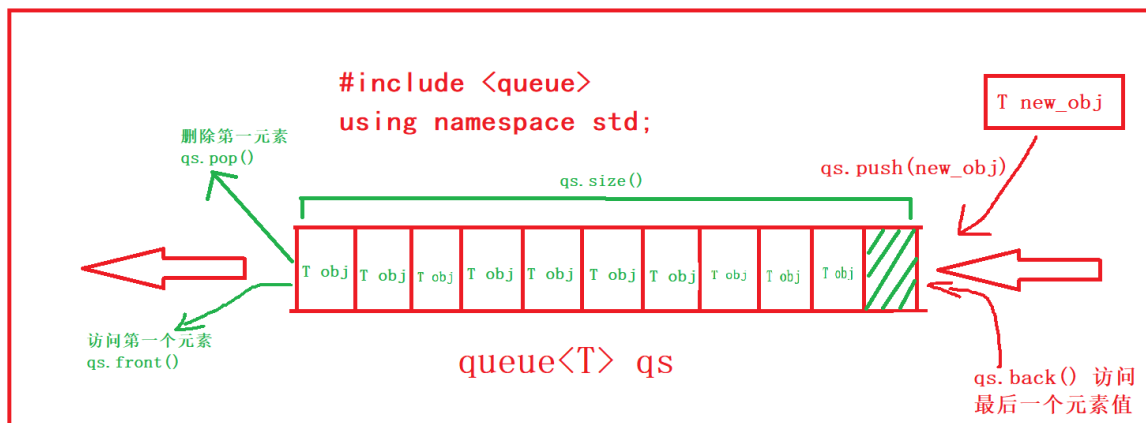 #include <queue>
using namespace std;
T new_obj
删除第一元素
qs.pop()
qs.size()
qs.push(new_obj)
T obj
T obj
T obj
T obj
T obj
T obj
T obj
T obj
T obj
T obj
访问第一个元素
qs.front()
queue<T> qs
qs.back() 访问
最后一个元素值